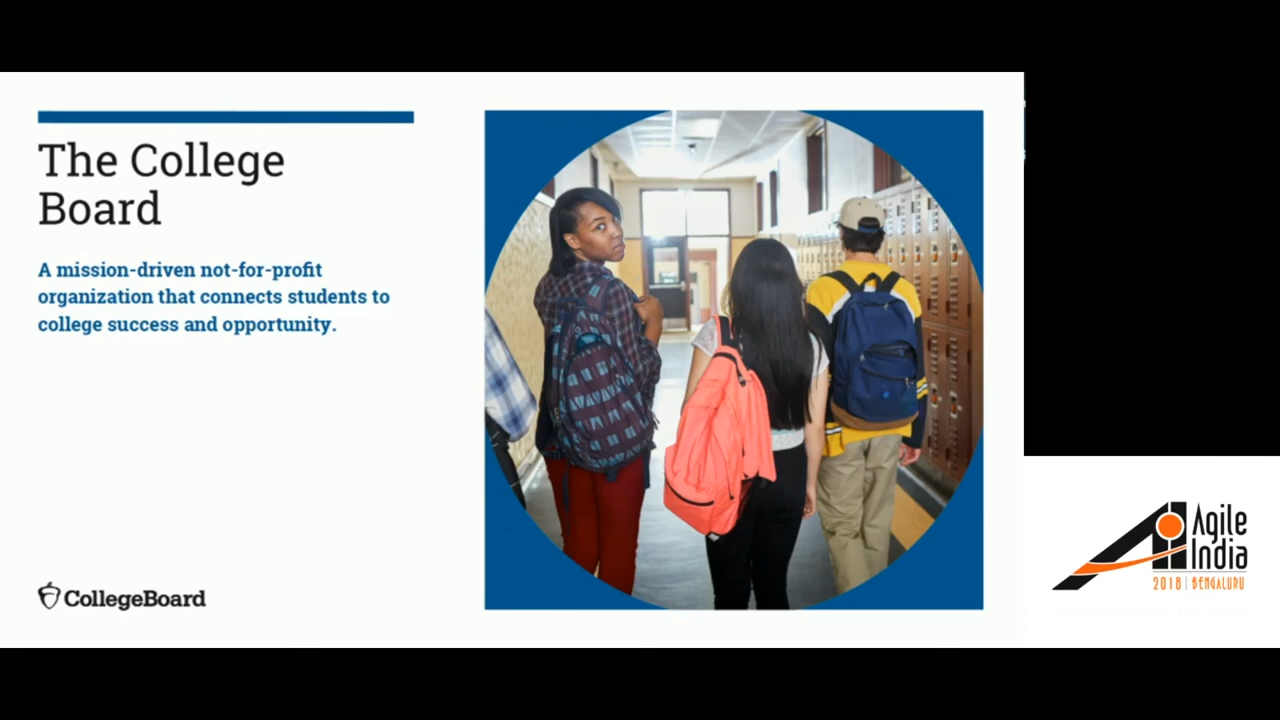 The College
Board
A mission-driven not-for-profit
organization that connects students to
college success and opportunity.
CollegeBoard
Agile
India
2018 | BENGALURU